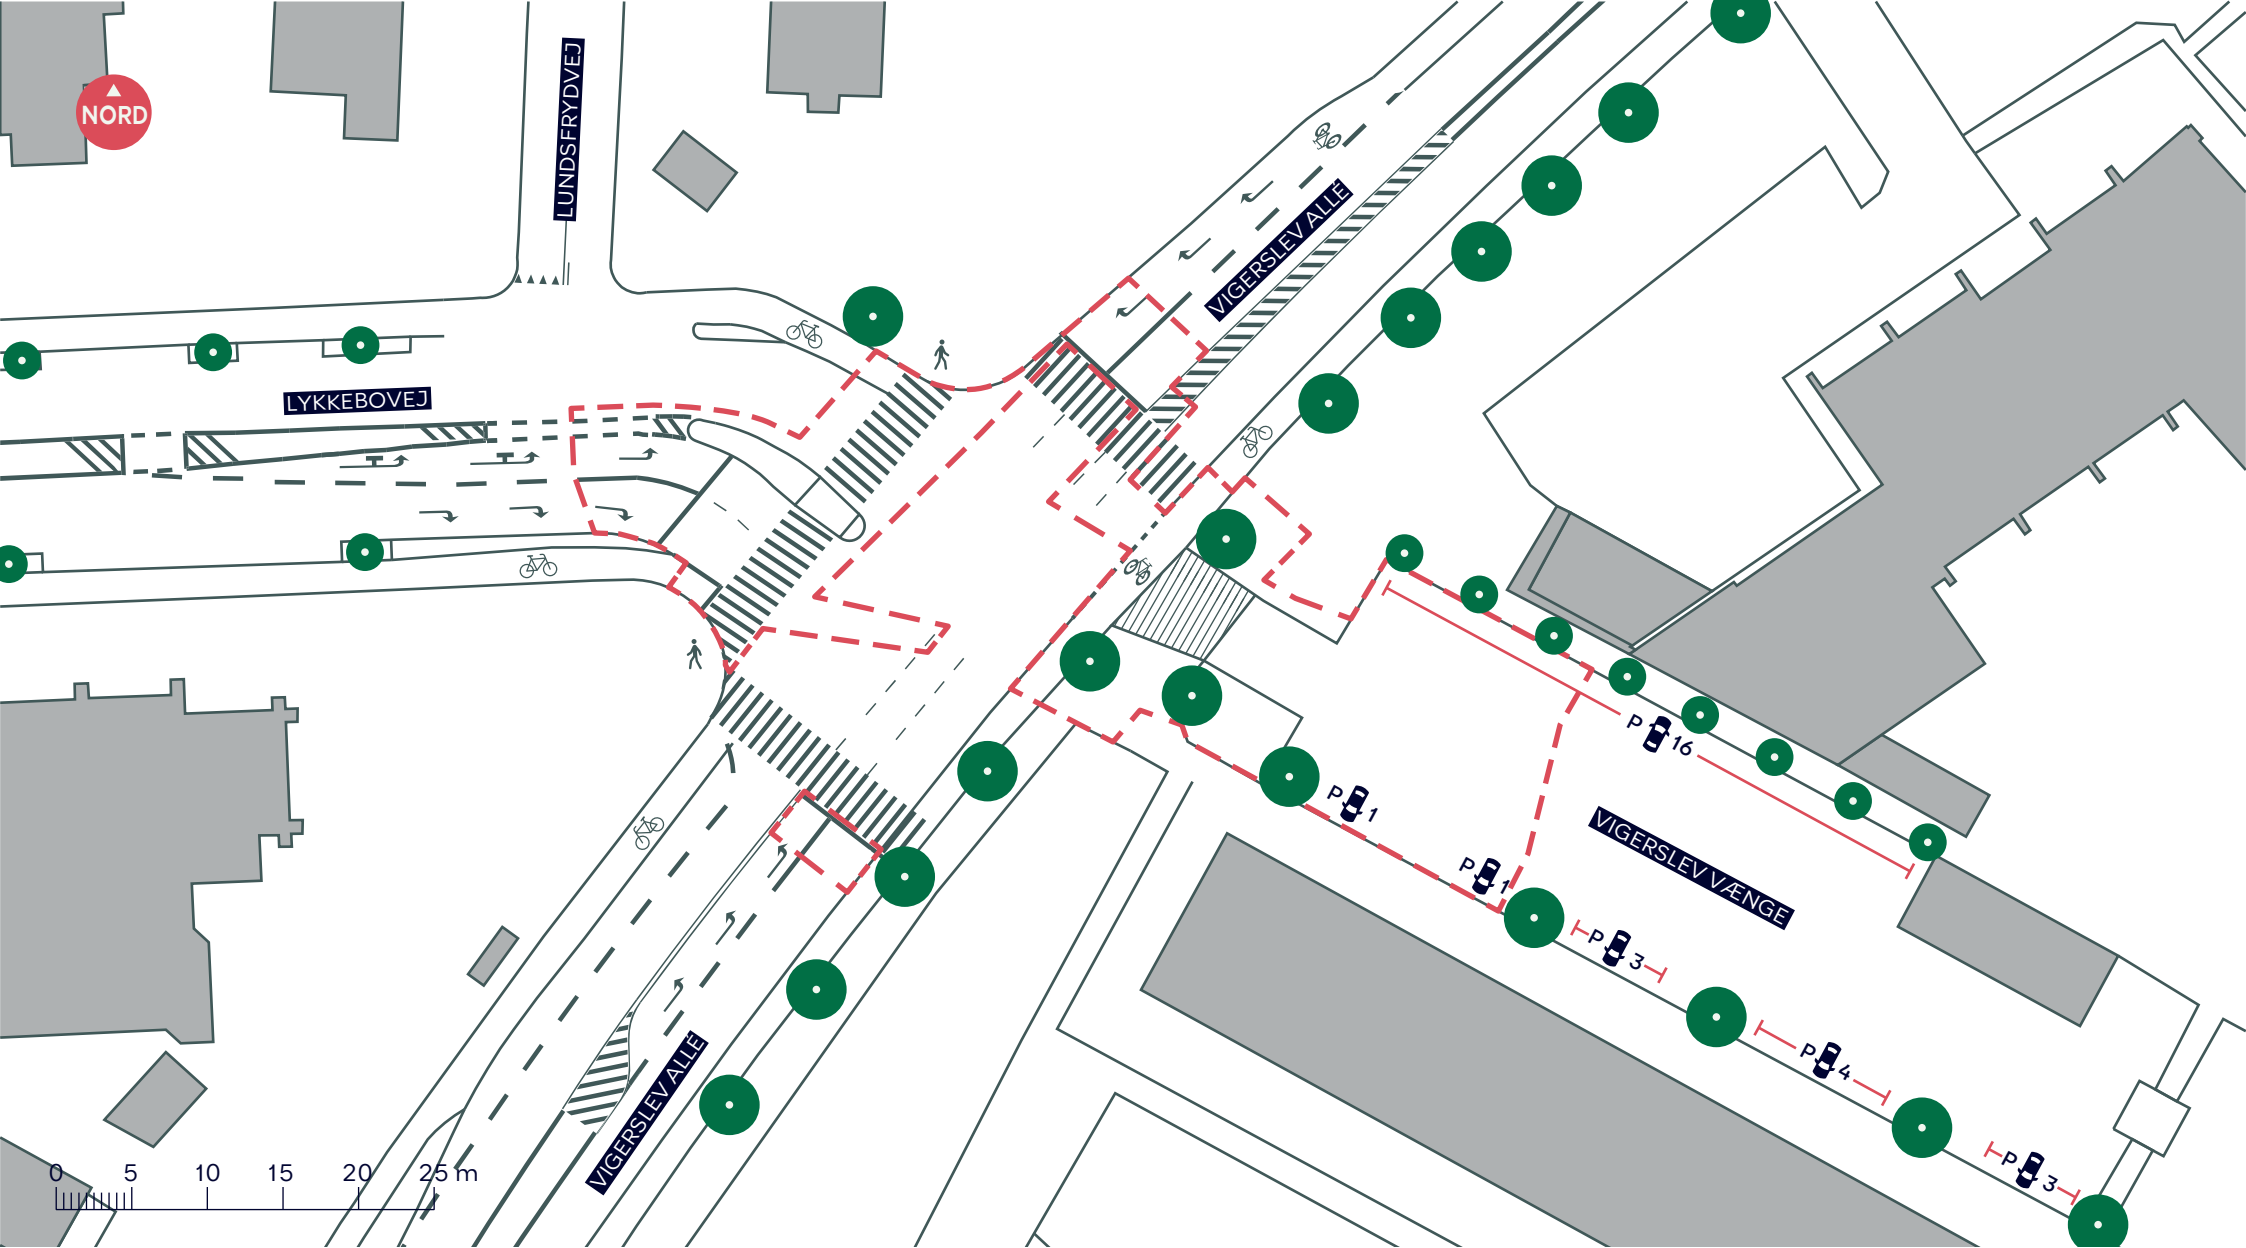 NORD
LUNDSFRYDVEJ
VIGERSLEV ALLE
LYKKEBOVEJ
P 16
P 1
P 1
VIGERSLEV VÆNGE
P 3
P 4
P 3
VIGERSLEV ALLE
0 5 10 15 20 25 m